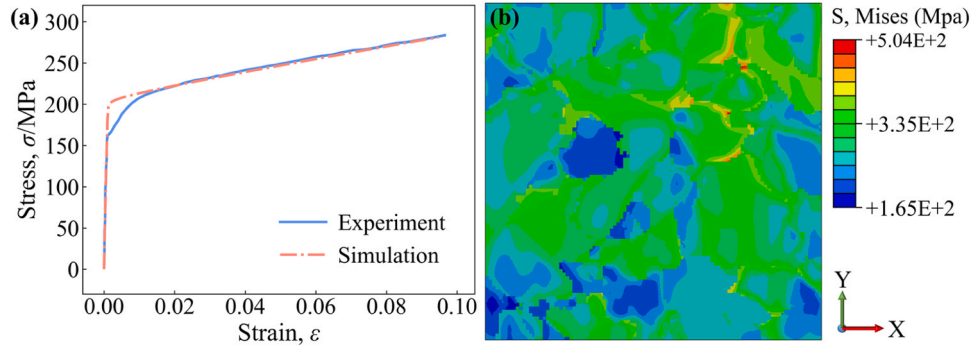 (a)
300
250
200
150
100
50
0
Stress, σ/MPa
Experiment
Simulation
0.00 0.02 0.04 0.06 0.08 0.10
Strain, ε
(b)
S, Mises (Mpa)
+5.04E+2
+3.35E+2
+1.65E+2
Y
X